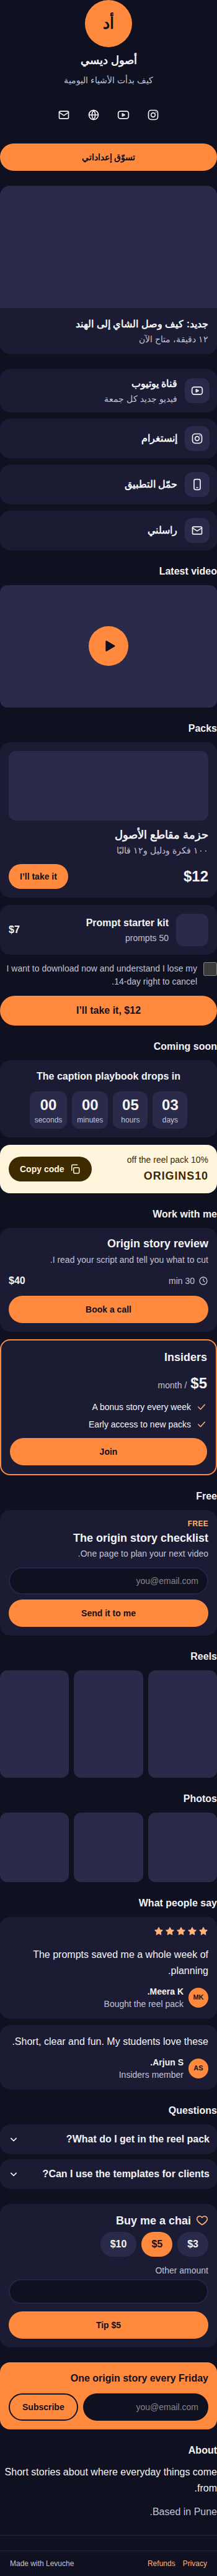 أد
أصول ديسي
كيف بدأت الأشياء اليومية
تسوّق إعداداتي
جديد: كيف وصل الشاي إلى الهند
١٢ دقيقة، متاح الآن
قناة يوتيوب
فيديو جديد كل جمعة
إنستغرام
حمّل التطبيق
راسلني
Latest video
Packs
حزمة مقاطع الأصول
١٠٠ فكرة وذيل و١٢ قالبًا
$12
I'll take it
Prompt starter kit
50 prompts
$7
I want to download now and understand I lose my
14-day right to cancel.
I'll take it, $12
Coming soon
The caption playbook drops in
03
days
05
hours
00
minutes
00
seconds
10% off the reel pack
ORIGINS10
Copy code
Work with me
Origin story review
I read your script and tell you what to cut.
30 min
$40
Book a call
Insiders
$5 / month
A bonus story every week
Early access to new packs
Join
Free
FREE
The origin story checklist
One page to plan your next video.
you@email.com
Send it to me
Reels
Photos
What people say
The prompts saved me a whole week of
planning.
MK
Meera K.
Bought the reel pack
Short, clear and fun. My students love these.
AS
Arjun S.
Insiders member
Questions
What do I get in the reel pack?
Can I use the templates for clients?
Buy me a chai
$3
$5
$10
Other amount
Tip $5
One origin story every Friday
you@email.com
Subscribe
About
Short stories about where everyday things come
from.
Based in Pune.
Made with Levuche
Refunds
Privacy